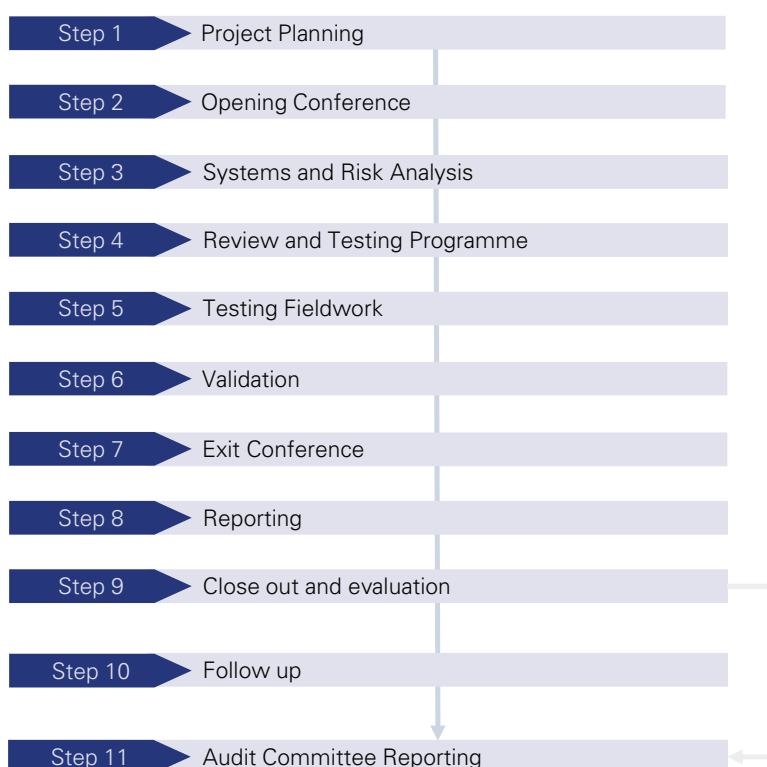 Step 1 Project Planning
Step 2 Opening Conference
Step 3 Systems and Risk Analysis
Step 4 Review and Testing Programme
Step 5 Testing Fieldwork
Step 6 Validation
Step 7 Exit Conference
Step 8 Reporting
Step 9 Close out and evaluation
Step 10 Follow up
Step 11 Audit Committee Reporting